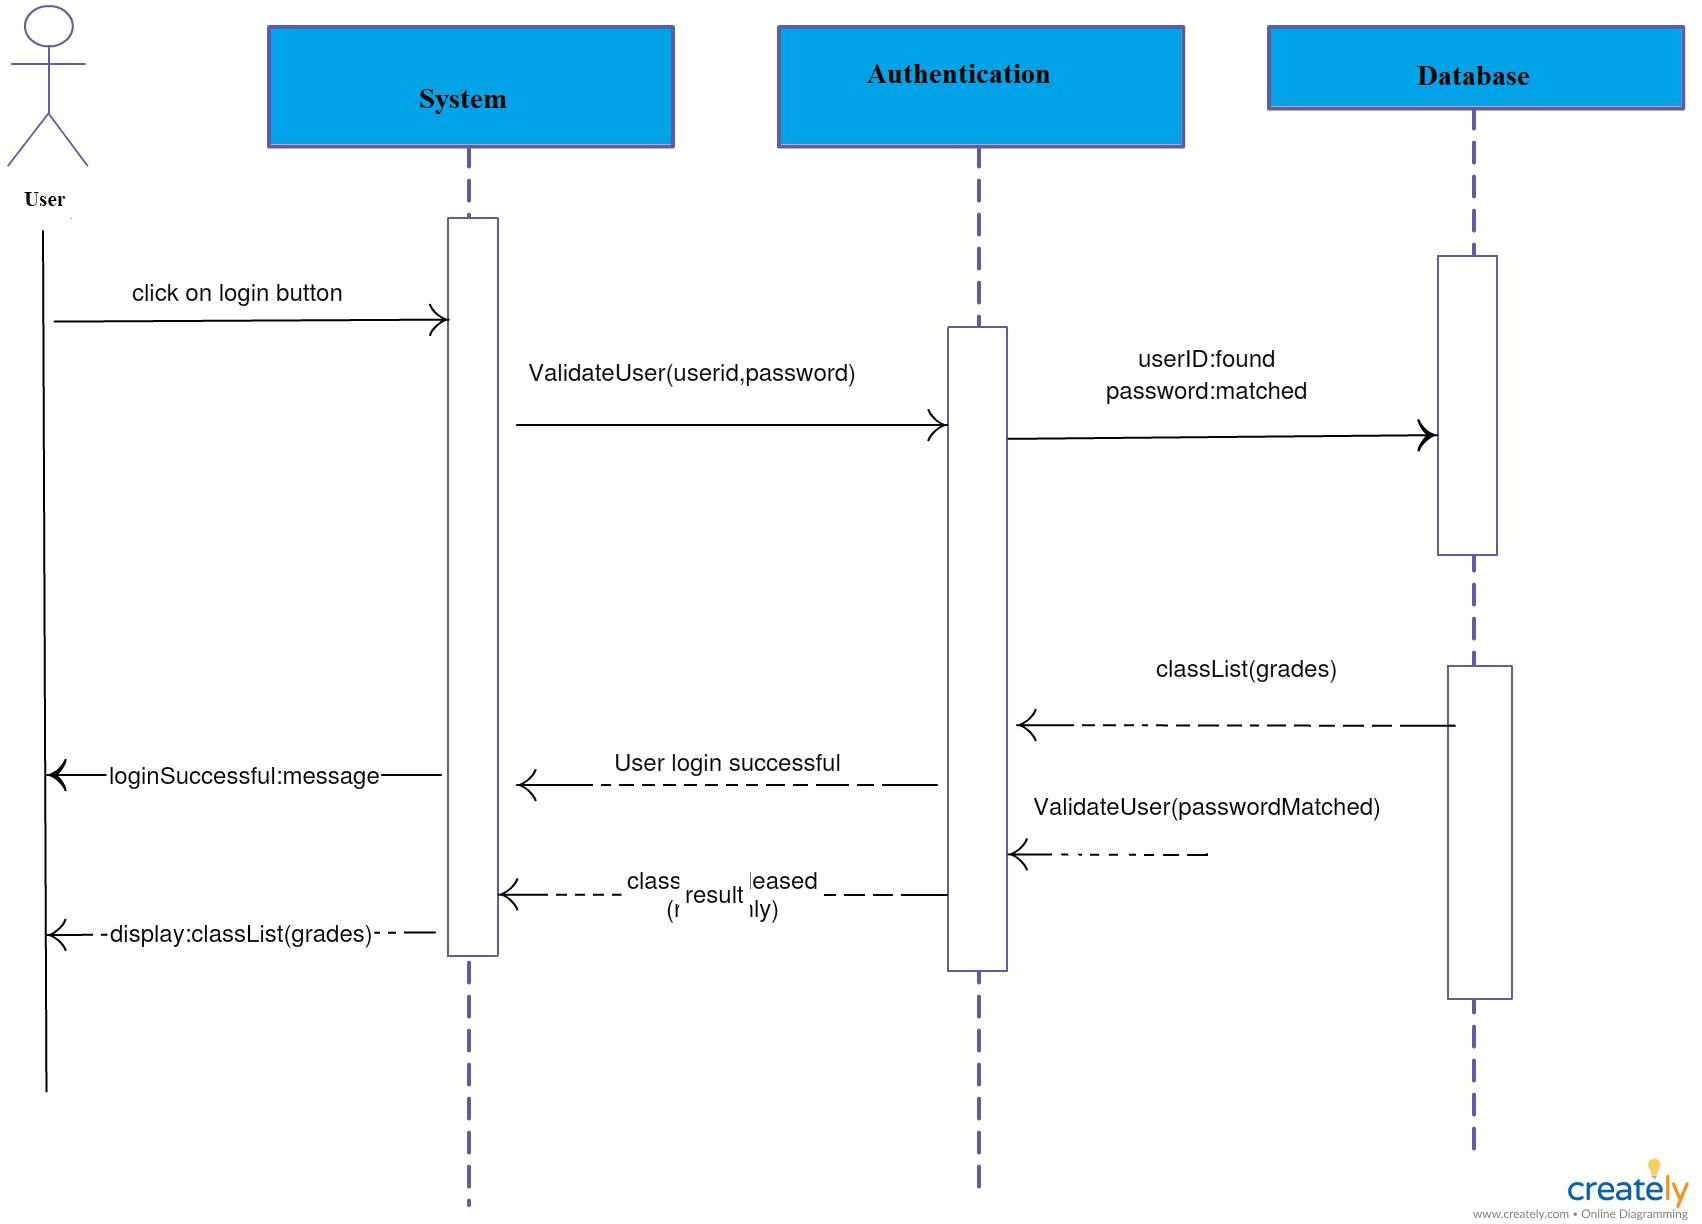 System
Authentication
Database
User
click on login button
ValidateUser(userid,password)
userID:found
password:matched
classList(grades)
User login successful
loginSuccessful:message
ValidateUser(passwordMatched)
result
display:classList(grades)
creately
www.creately.com • Online Diagramming